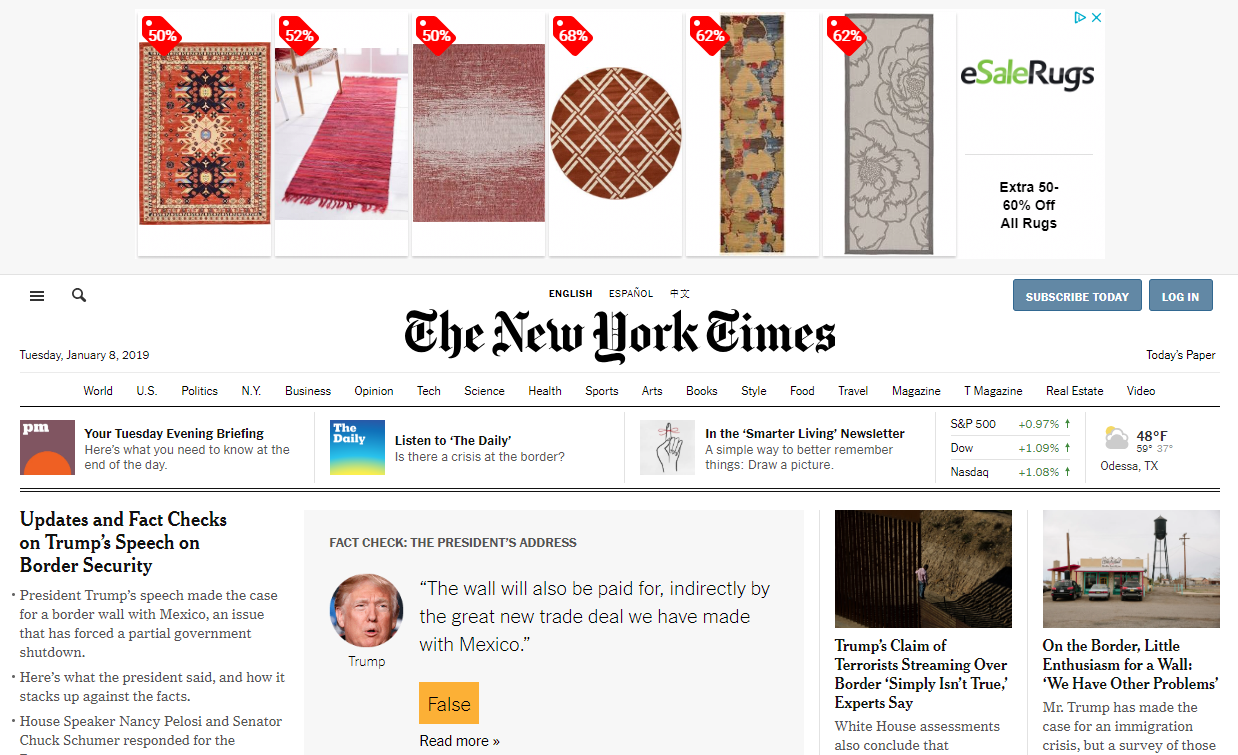 50%
52%
50%
68%
62%
62%
eSaleRugs
Extra 50-
60% Off
All Rugs
ENGLISH ESPAÑOL 中文
SUBSCRIBE TODAY LOG IN
The New York Times
Tuesday, January 8, 2019
Today's Paper
World U.S. Politics N.Y. Business Opinion Tech Science Health Sports Arts Books Style Food Travel Magazine T Magazine Real Estate Video
pm
Your Tuesday Evening Briefing
Here's what you need to know at the
end of the day.
The
Daily
Listen to ‘The Daily’
Is there a crisis at the border?
In the ‘Smarter Living’ Newsletter
A simple way to better remember
things: Draw a picture.
S&P 500 +0.97% ↑
Dow +1.09% ↑
Nasdaq +1.08% ↑
48°F
59° 37°
Odessa, TX
Updates and Fact Checks
on Trump’s Speech on
Border Security
• President Trump’s speech made the case
for a border wall with Mexico, an issue
that has forced a partial government
shutdown.
• Here’s what the president said, and how it
stacks up against the facts.
• House Speaker Nancy Pelosi and Senator
Chuck Schumer responded for the
FACT CHECK: THE PRESIDENT’S ADDRESS
“The wall will also be paid for, indirectly by
the great new trade deal we have made
with Mexico.”
Trump
False
Read more »
Trump’s Claim of
Terrorists Streaming Over
Border ‘Simply Isn’t True,’
Experts Say
White House assessments
also conclude that
On the Border, Little
Enthusiasm for a Wall:
‘We Have Other Problems’
Mr. Trump has made the
case for an immigration
crisis, but a survey of those